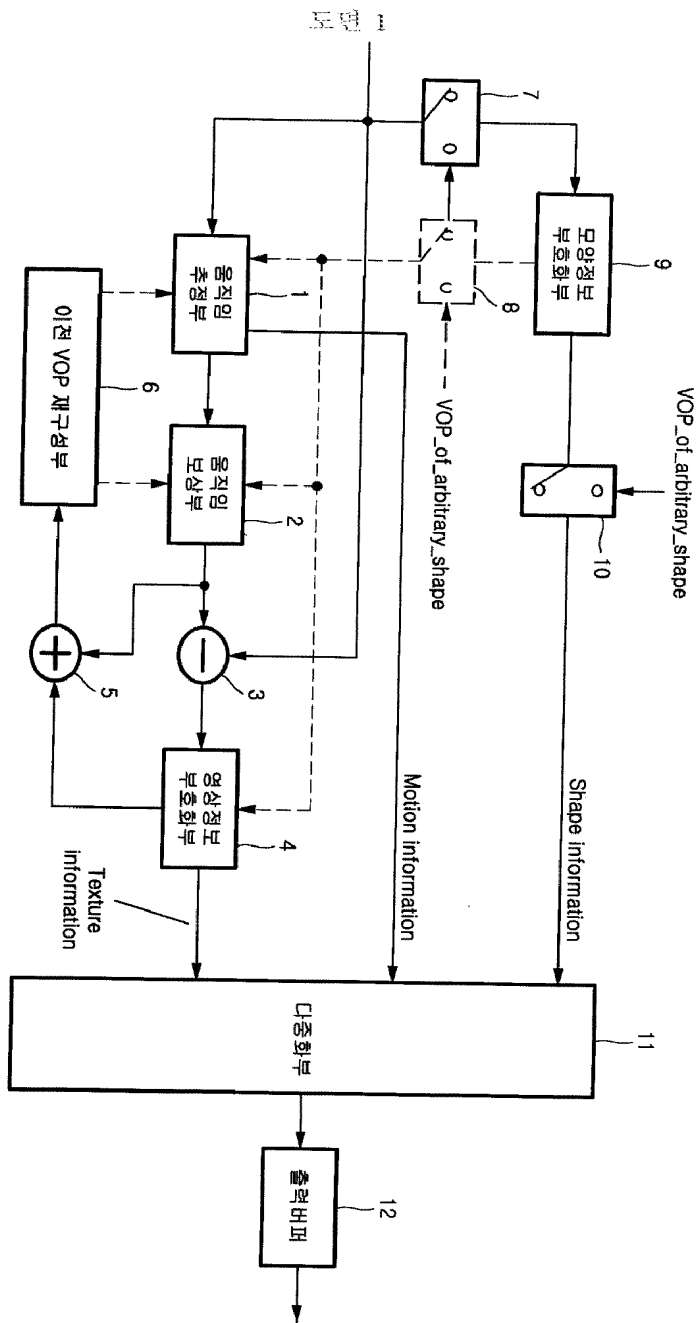 도면 1
7
모양정보
부호화부
9
8
VOP_of_arbitrary_shape
VOP_of_arbitrary_shape
10
Shape information
움직임
추정부
1
Motion information
움직임
보상부
2
이전 VOP 재구성부
6
3
5
영상정보
부호화부
4
Texture
information
다중화부
11
출력버퍼
12